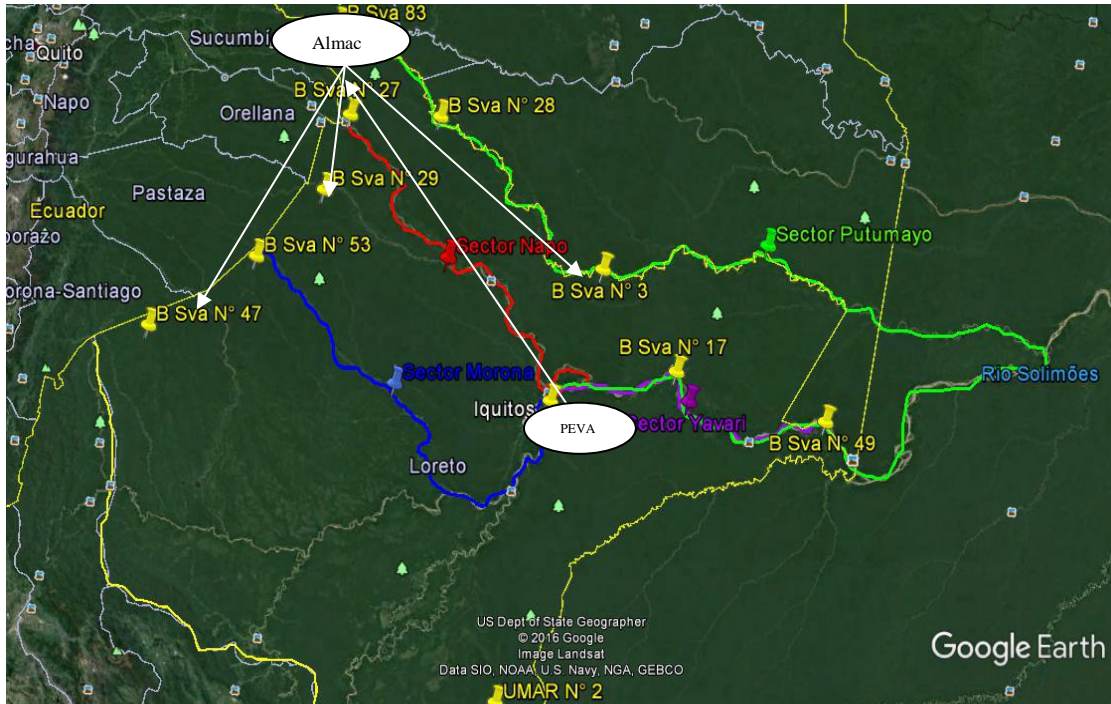 B Sva 83
Sucumbi
cha
Quito
Almac
B Sva N° 27
B Sva N° 28
Napo
Orellana
gurahua
B Sva N° 29
Pastaza
Ecuador
B Sva N° 53
Sector Napo
Sector Putumayo
porazo
orona-Santiago
B Sva N° 3
B Sva N° 47
B Sva N° 17
Sector Morona
Rio Solimões
Iquitos
PEVA
Sector Yavari
B Sva N° 49
Loreto
US Dept of State Geographer
© 2016 Google
Image Landsat
Data SIO, NOAA, U.S. Navy, NGA, GEBCO
Google Earth
UMAR N° 2